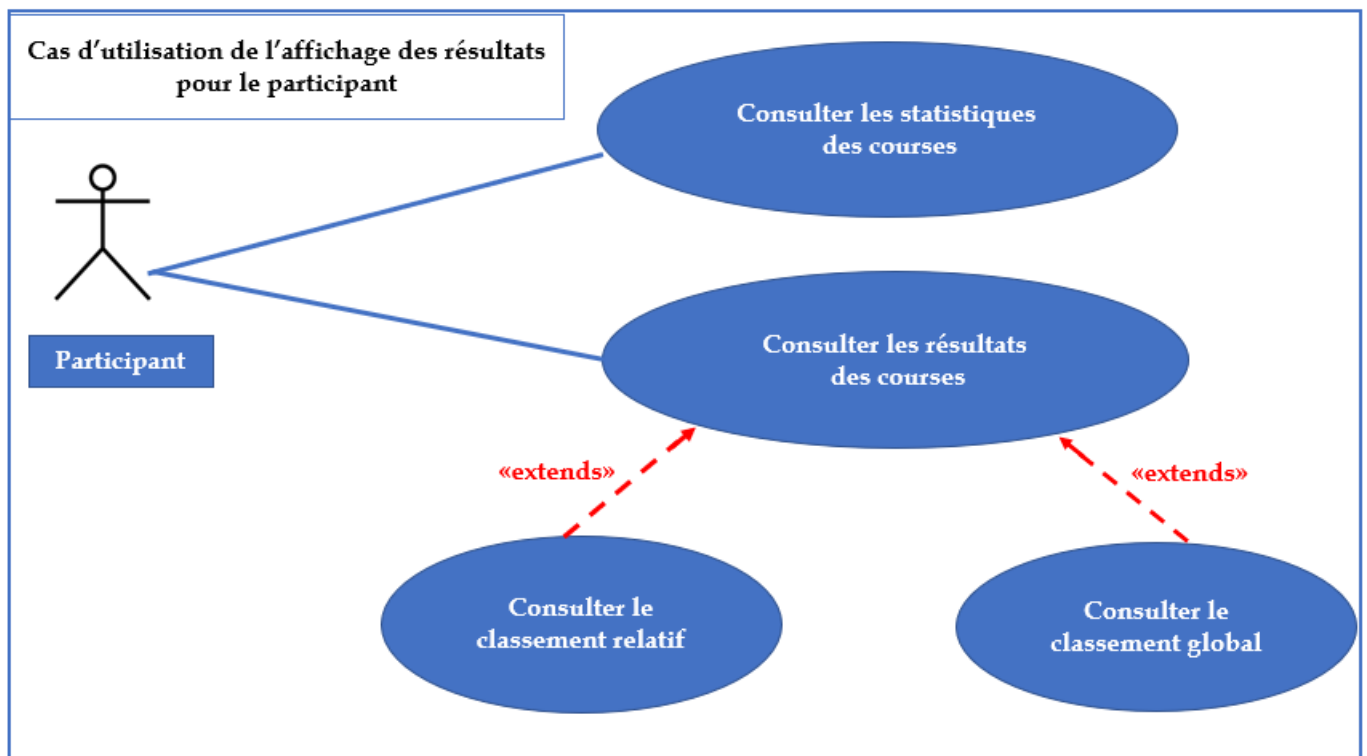 Cas d’utilisation de l’affichage des résultats
pour le participant
Consulter les statistiques
des courses
Participant
Consulter les résultats
des courses
«extends»
«extends»
Consulter le
classement relatif
Consulter le
classement global